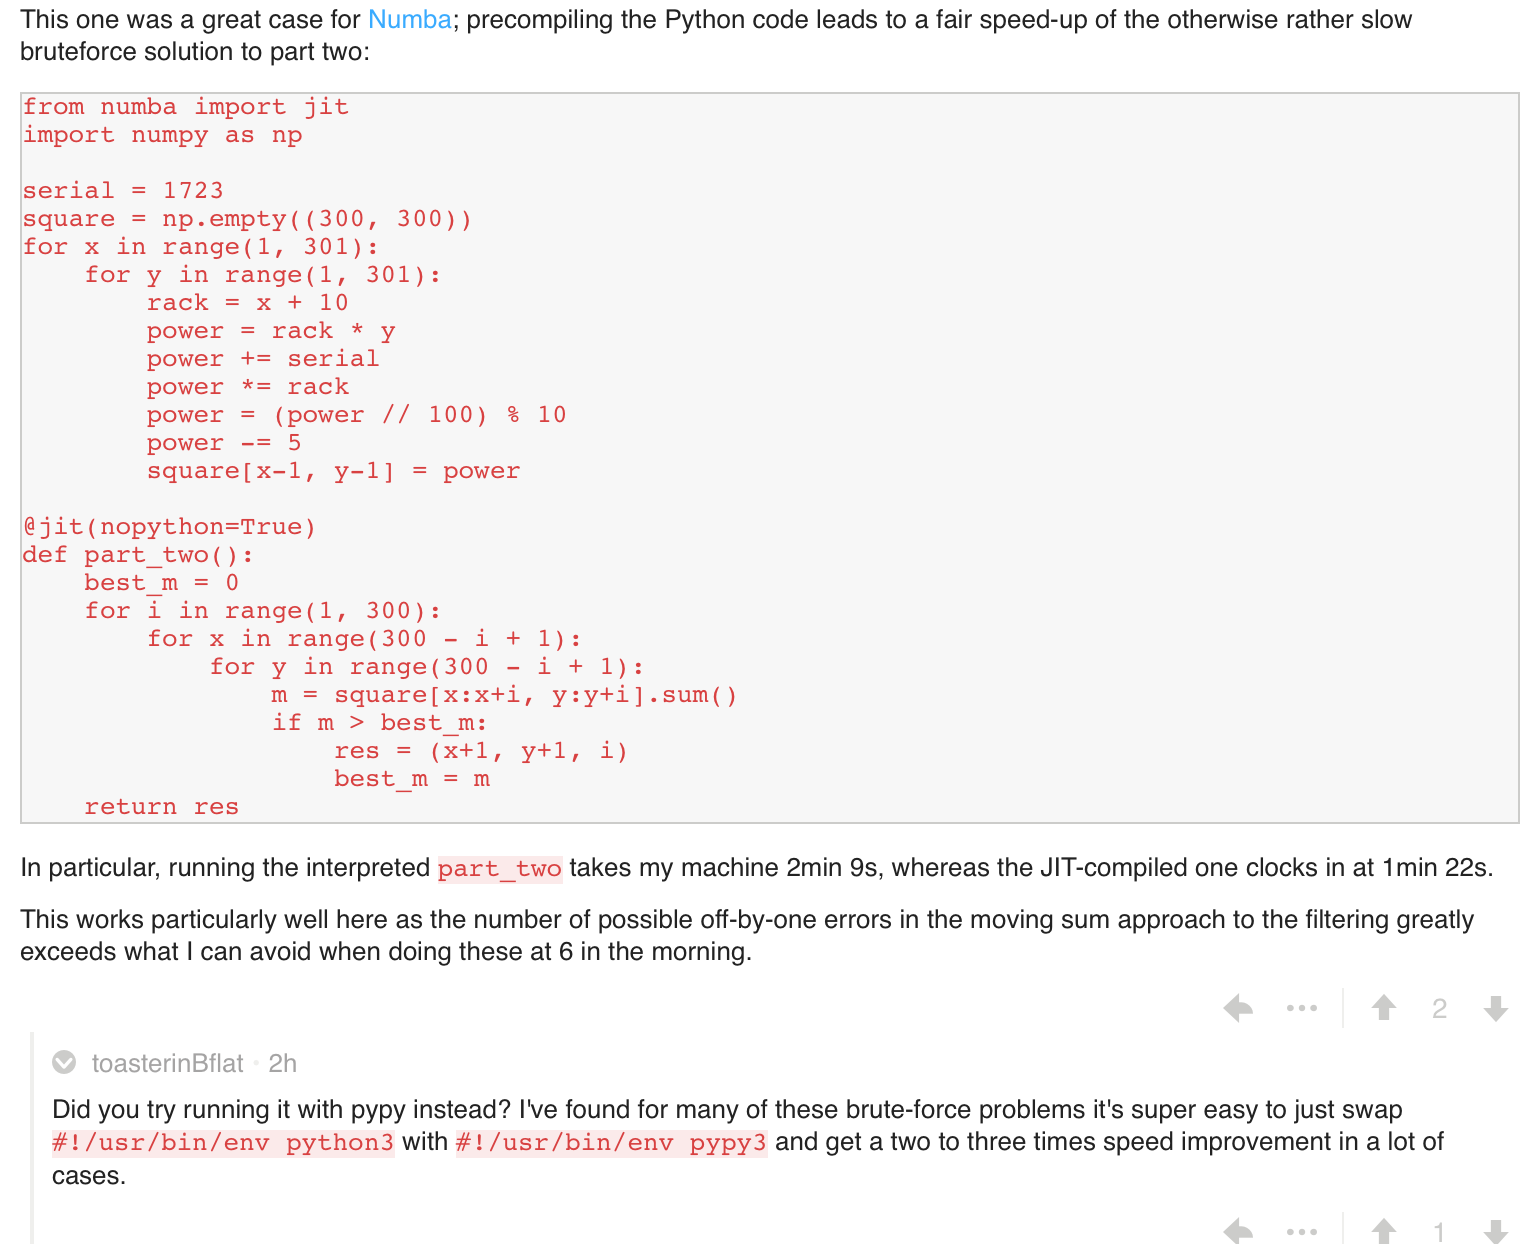 This one was a great case for Numba; precompiling the Python code leads to a fair speed-up of the otherwise rather slow
bruteforce solution to part two:
from numba import jit
import numpy as np

serial = 1723
square = np.empty((300, 300))
for x in range(1, 301):
    for y in range(1, 301):
        rack = x + 10
        power = rack * y
        power += serial
        power *= rack
        power = (power // 100) % 10
        power -= 5
        square[x-1, y-1] = power

@jit(nopython=True)
def part_two():
    best_m = 0
    for i in range(1, 300):
        for x in range(300 - i + 1):
            for y in range(300 - i + 1):
                m = square[x:x+i, y:y+i].sum()
                if m > best_m:
                    res = (x+1, y+1, i)
                    best_m = m
    return res
In particular, running the interpreted part_two takes my machine 2min 9s, whereas the JIT-compiled one clocks in at 1min 22s.
This works particularly well here as the number of possible off-by-one errors in the moving sum approach to the filtering greatly
exceeds what I can avoid when doing these at 6 in the morning.
2
toasterinBflat · 2h
Did you try running it with pypy instead? I've found for many of these brute-force problems it's super easy to just swap
#!/usr/bin/env python3 with #!/usr/bin/env pypy3 and get a two to three times speed improvement in a lot of
cases.
1